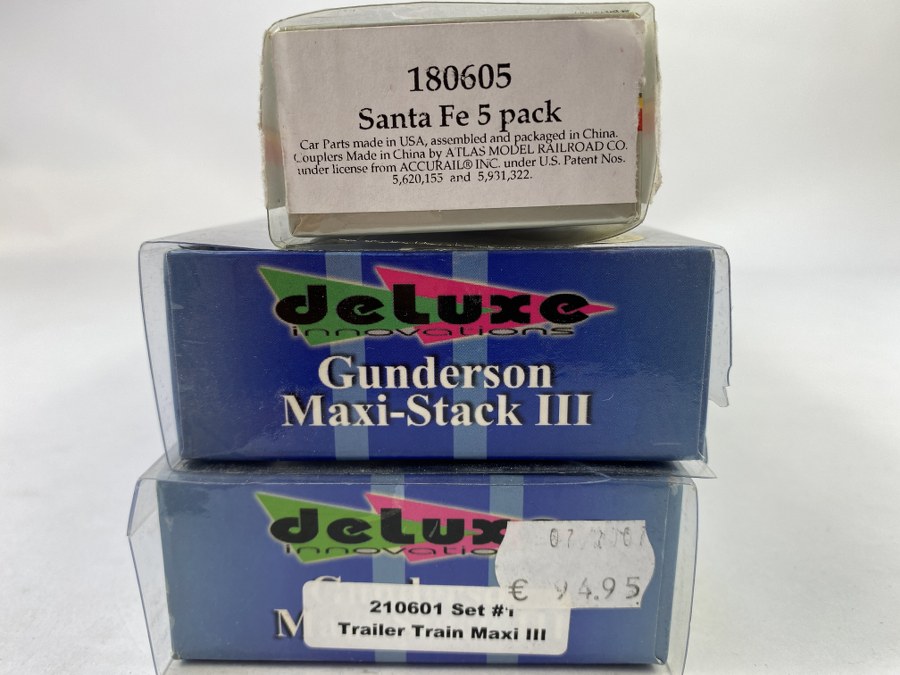 180605
Santa Fe 5 pack
Car Parts made in USA, assembled and packaged in China.
Couplers Made in China by ATLAS MODEL RAILROAD CO.
under license from ACCURAIL® INC. under U.S. Patent Nos.
5,620,155 and 5,931,322.
deLuxe
innovations
Gunderson
Maxi-Stack III
deLuxe
innovatio
€ 94.95
210601 Set #1
Trailer Train Maxi III